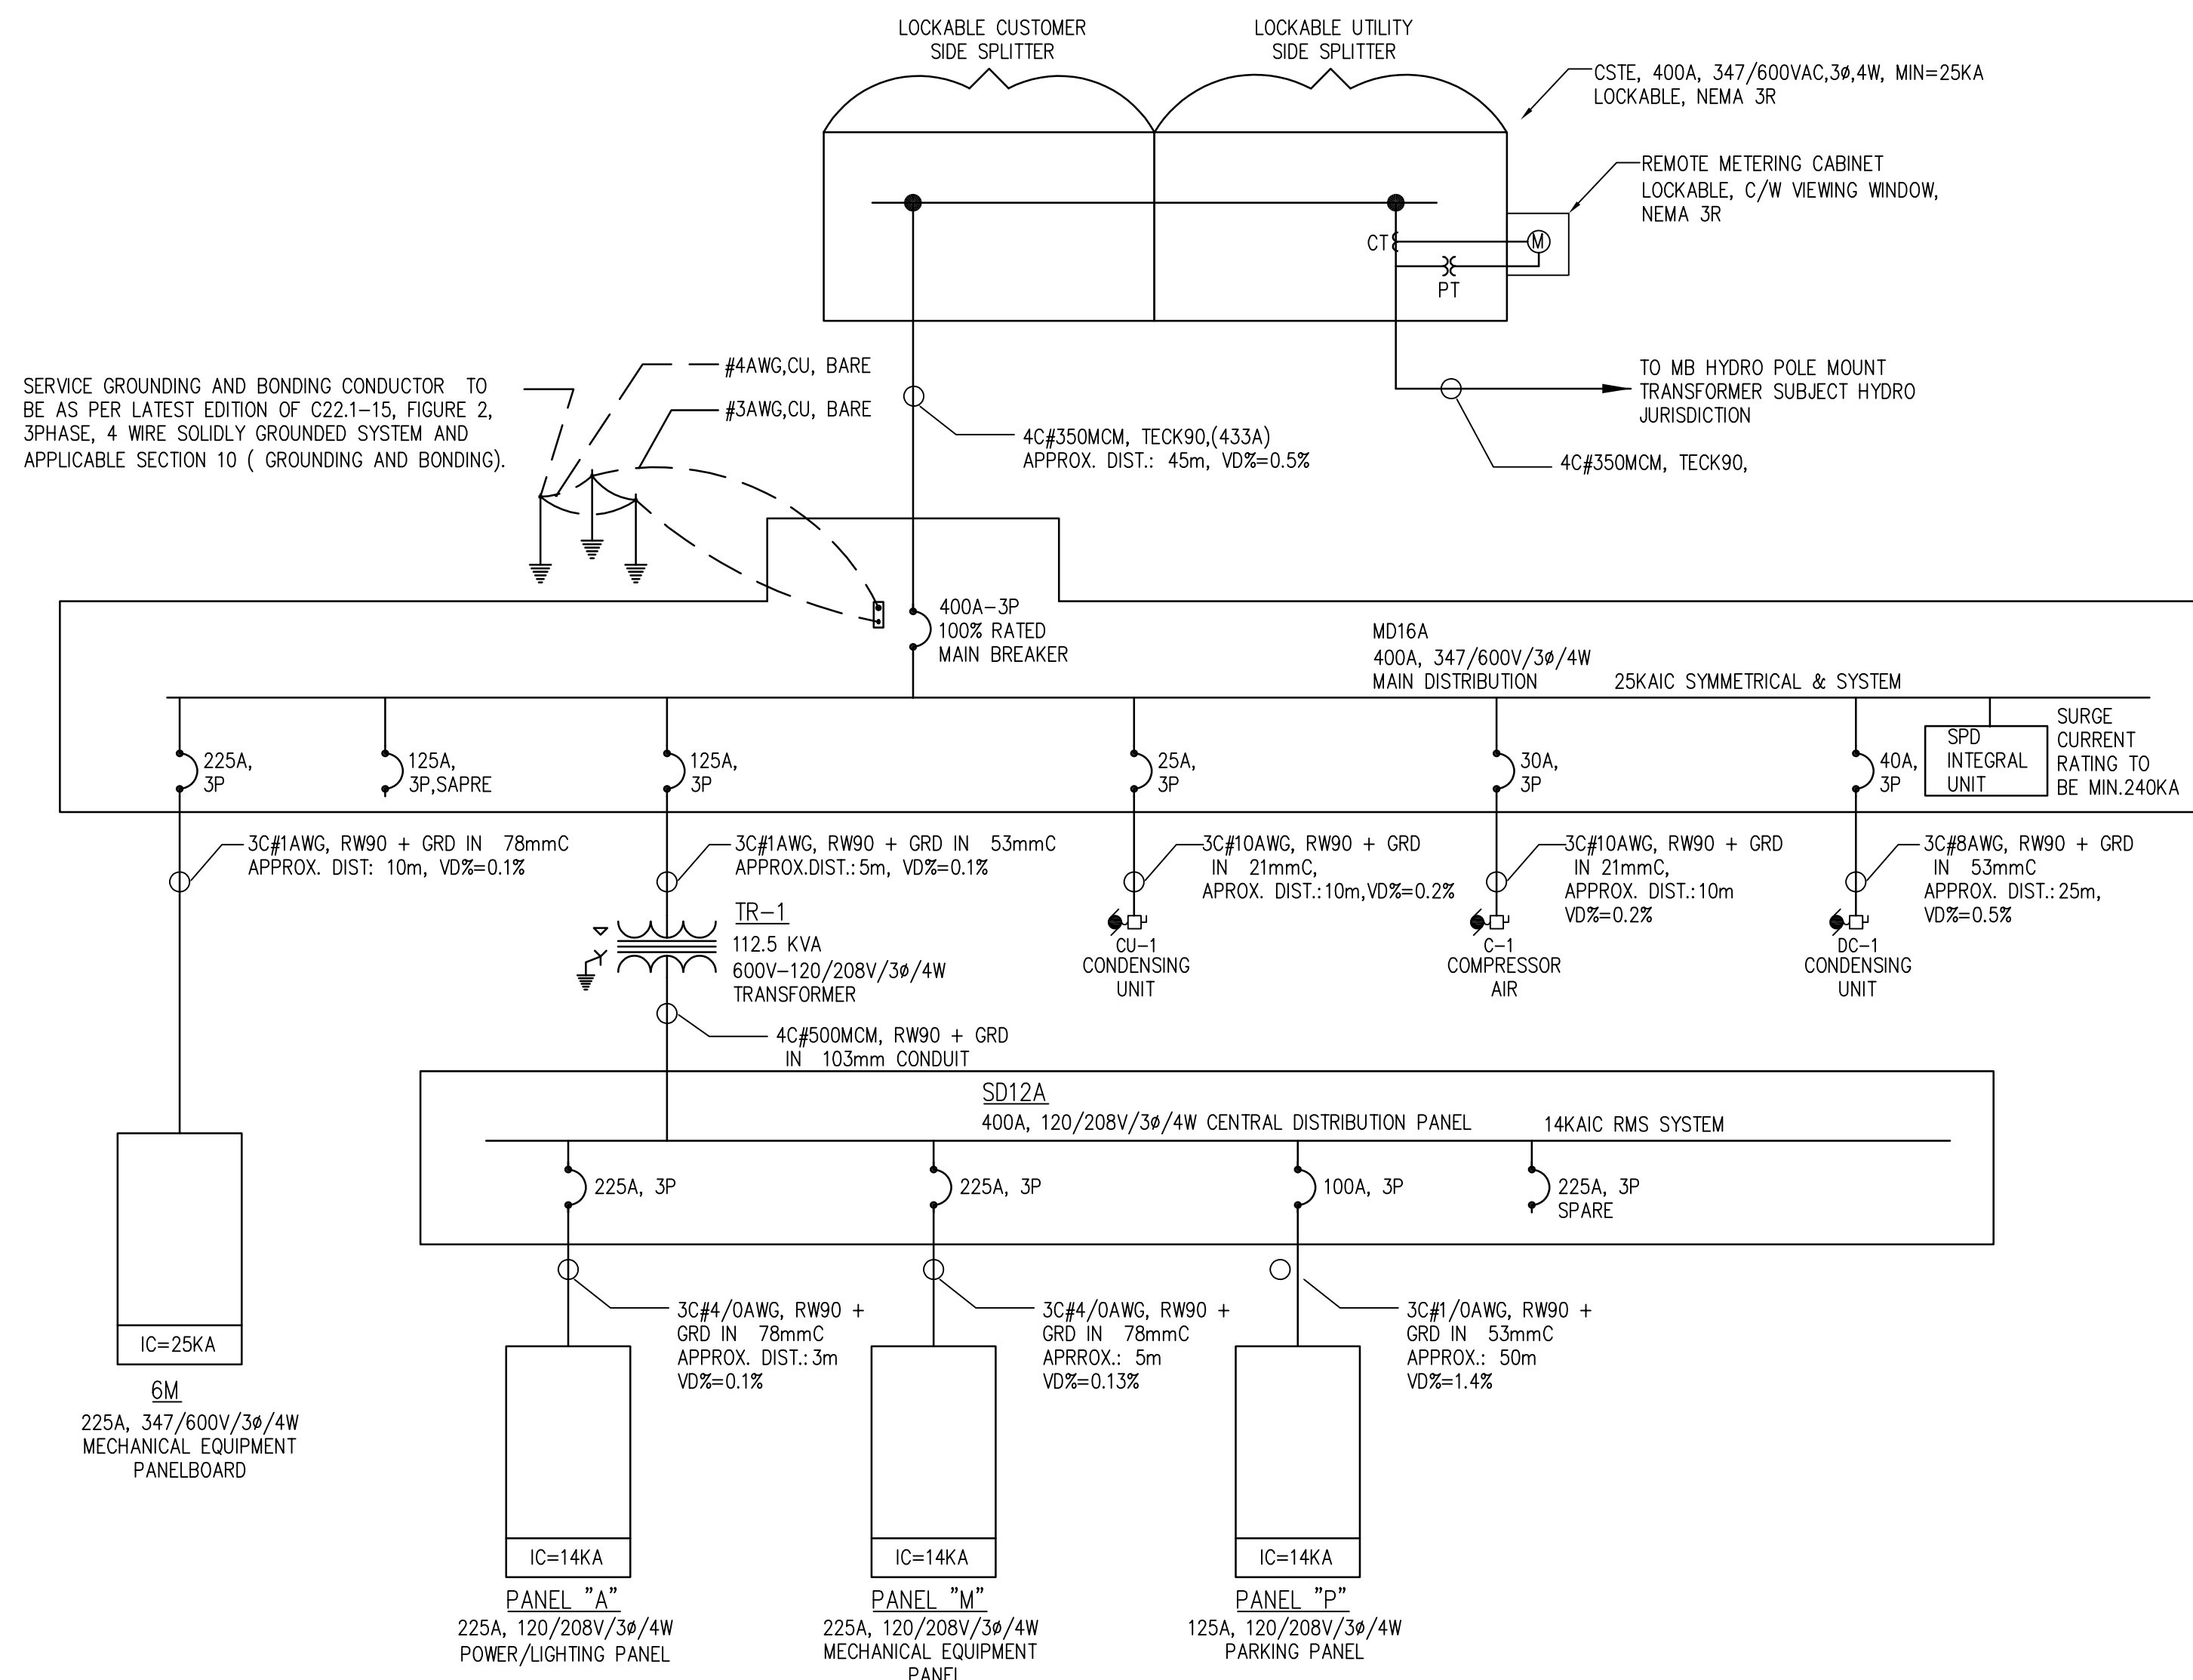 LOCKABLE CUSTOMER
SIDE SPLITTER
LOCKABLE UTILITY
SIDE SPLITTER
CSTE, 400A, 347/600VAC,3ø,4W, MIN=25KA
LOCKABLE, NEMA 3R
REMOTE METERING CABINET
LOCKABLE, C/W VIEWING WINDOW,
NEMA 3R
CT
M
PT
TO MB HYDRO POLE MOUNT
TRANSFORMER SUBJECT HYDRO
JURISDICTION
4C#350MCM, TECK90,
SERVICE GROUNDING AND BONDING CONDUCTOR TO
BE AS PER LATEST EDITION OF C22.1-15, FIGURE 2,
3PHASE, 4 WIRE SOLIDLY GROUNDED SYSTEM AND
APPLICABLE SECTION 10 ( GROUNDING AND BONDING).
#4AWG,CU, BARE
#3AWG,CU, BARE
4C#350MCM, TECK90,(433A)
APPROX. DIST.: 45m, VD%=0.5%
400A-3P
100% RATED
MAIN BREAKER
MD16A
400A, 347/600V/3ø/4W
MAIN DISTRIBUTION
25KAIC SYMMETRICAL & SYSTEM
225A,
3P
125A,
3P,SAPRE
125A,
3P
25A,
3P
30A,
3P
40A,
3P
SPD
INTEGRAL
UNIT
SURGE
CURRENT
RATING TO
BE MIN.240KA
3C#1AWG, RW90 + GRD IN 78mmC
APPROX. DIST: 10m, VD%=0.1%
3C#1AWG, RW90 + GRD IN 53mmC
APPROX.DIST.: 5m, VD%=0.1%
3C#10AWG, RW90 + GRD
IN 21mmC,
APROX. DIST.:10m,VD%=0.2%
3C#10AWG, RW90 + GRD
IN 21mmC,
APPROX. DIST.:10m
VD%=0.2%
3C#8AWG, RW90 + GRD
IN 53mmC
APPROX. DIST.:25m,
VD%=0.5%
TR-1
112.5 KVA
600V-120/208V/3ø/4W
TRANSFORMER
CU-1
CONDENSING
UNIT
C-1
COMPRESSOR
AIR
DC-1
CONDENSING
UNIT
4C#500MCM, RW90 + GRD
IN 103mm CONDUIT
SD12A
400A, 120/208V/3ø/4W CENTRAL DISTRIBUTION PANEL
14KAIC RMS SYSTEM
225A, 3P
225A, 3P
100A, 3P
225A, 3P
SPARE
3C#4/0AWG, RW90 +
GRD IN 78mmC
APPROX. DIST.:3m
VD%=0.1%
3C#4/0AWG, RW90 +
GRD IN 78mmC
APRROX.: 5m
VD%=0.13%
3C#1/0AWG, RW90 +
GRD IN 53mmC
APPROX.: 50m
VD%=1.4%
IC=25KA
6M
225A, 347/600V/3ø/4W
MECHANICAL EQUIPMENT
PANELBOARD
IC=14KA
PANEL "A"
225A, 120/208V/3ø/4W
POWER/LIGHTING PANEL
IC=14KA
PANEL "M"
225A, 120/208V/3ø/4W
MECHANICAL EQUIPMENT
PANEL
IC=14KA
PANEL "P"
125A, 120/208V/3ø/4W
PARKING PANEL